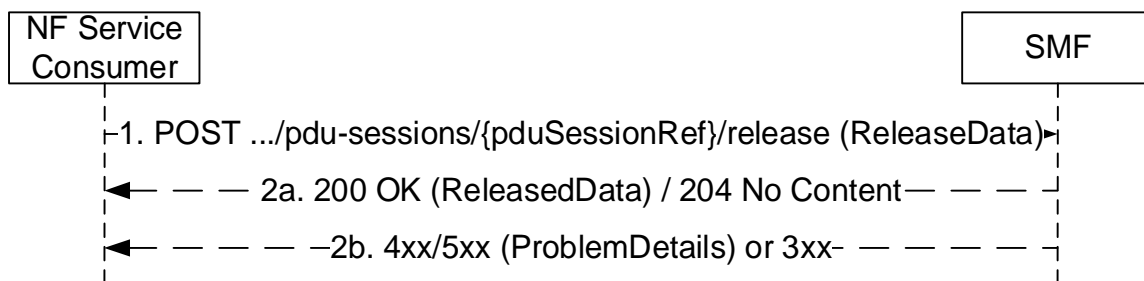 NF Service
Consumer
SMF
1. POST .../pdu-sessions/{pduSessionRef}/release (ReleaseData)
2a. 200 OK (ReleasedData) / 204 No Content
2b. 4xx/5xx (ProblemDetails) or 3xx